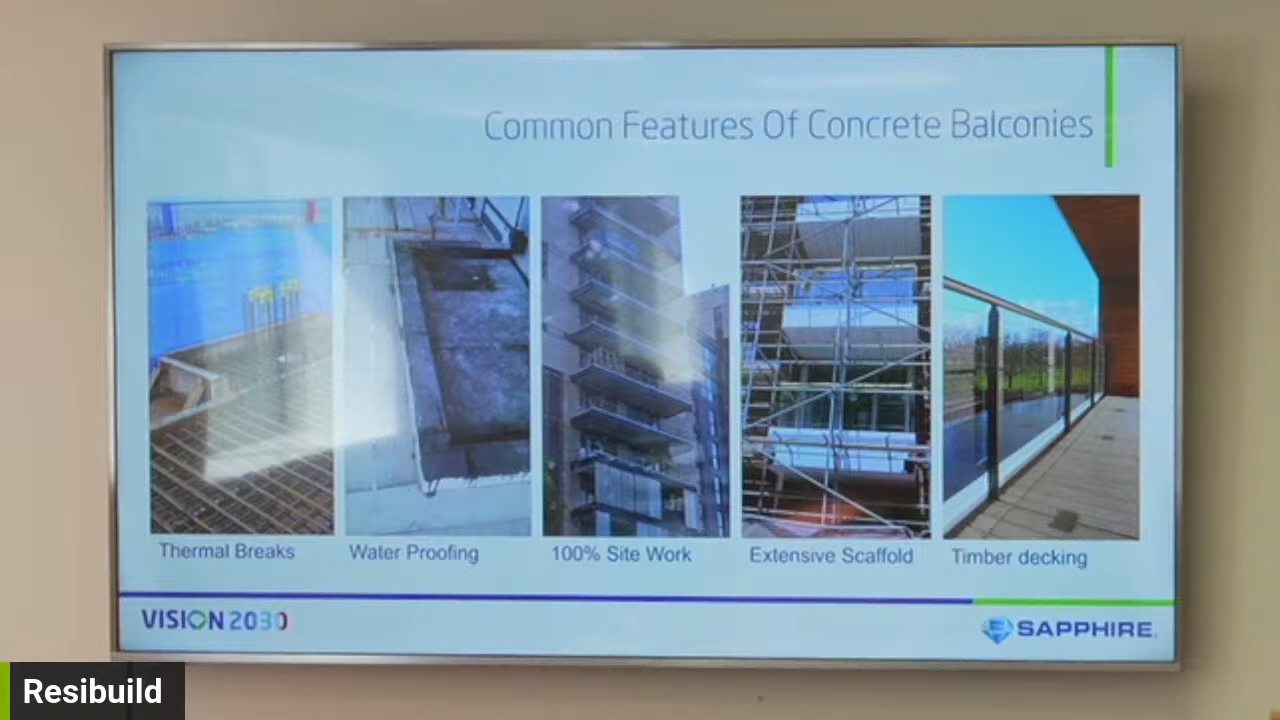 Common Features Of Concrete Balconies
Thermal Breaks
Water Proofing
100% Site Work
Extensive Scaffold
Timber decking
VISION 2030
SAPPHIRE
Resibuild